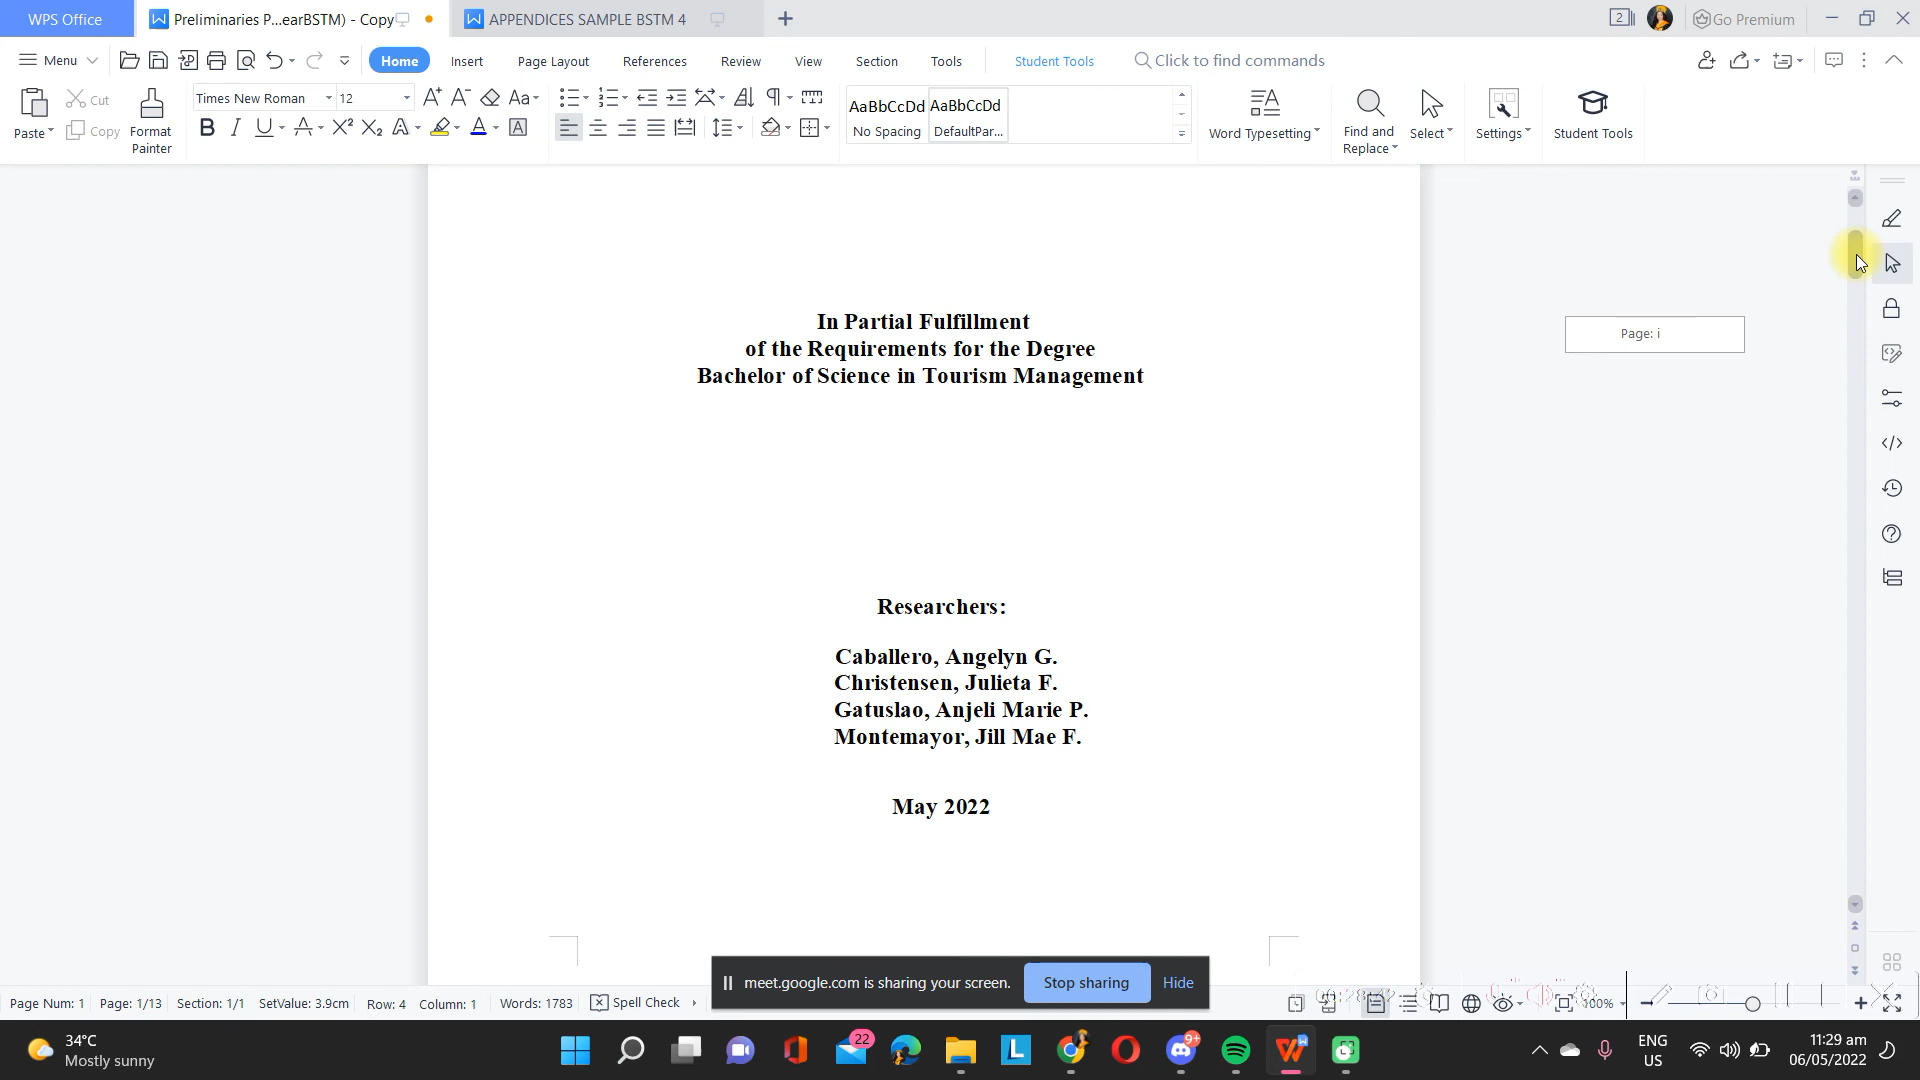 WPS Office
Preliminaries P...earBSTM) - Copy
APPENDICES SAMPLE BSTM 4
2
Go Premium
Menu
Home
Insert
Page Layout
References
Review
View
Section
Tools
Student Tools
Click to find commands
Paste
Cut
Copy
Format
Painter
Times New Roman
12
AaBbCcDd
No Spacing
AaBbCcDd
DefaultPar...
Word Typesetting
Find and
Replace
Select
Settings
Student Tools
Page: i
In Partial Fulfillment
of the Requirements for the Degree
Bachelor of Science in Tourism Management
Researchers:
Caballero, Angelyn G.
Christensen, Julieta F.
Gatuslao, Anjeli Marie P.
Montemayor, Jill Mae F.
May 2022
meet.google.com is sharing your screen.
Stop sharing
Hide
Page Num: 1
Page: 1/13
Section: 1/1
SetValue: 3.9cm
Row: 4
Column: 1
Words: 1783
Spell Check
100%
34°C
Mostly sunny
22
9+
ENG
US
11:29 am
06/05/2022